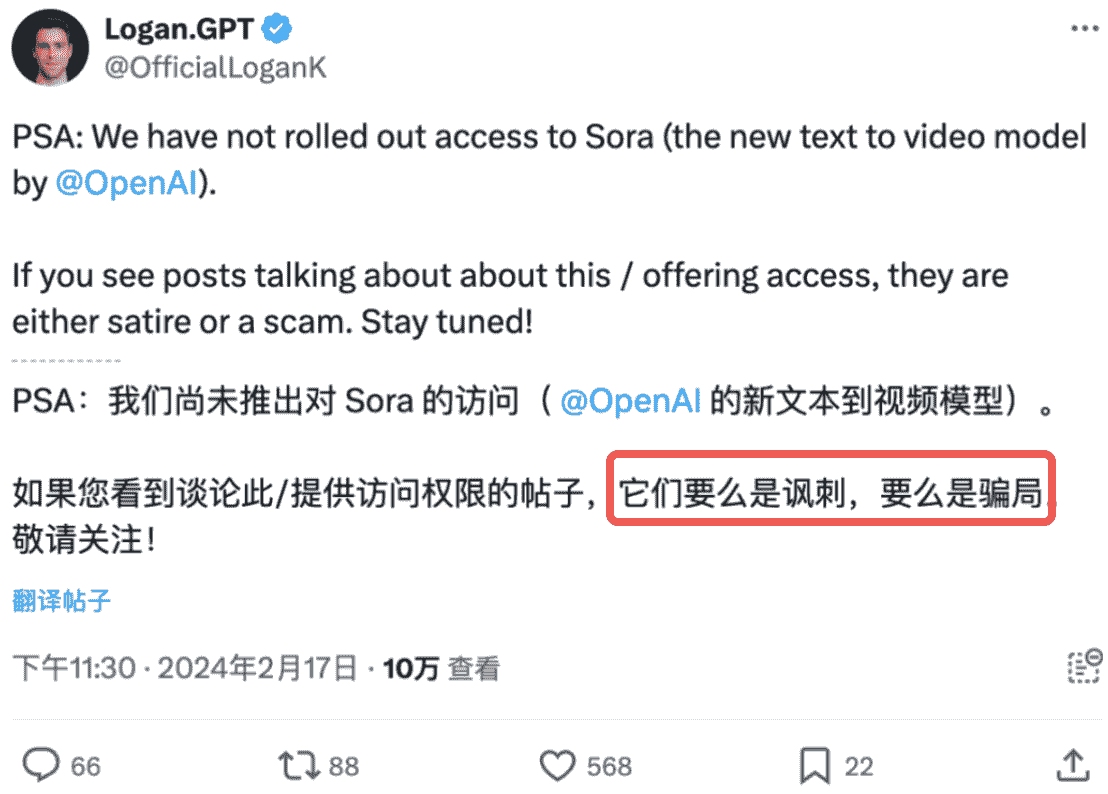 Logan.GPT
@OfficialLoganK
PSA: We have not rolled out access to Sora (the new text to video model
by @OpenAI).
If you see posts talking about about this / offering access, they are
either satire or a scam. Stay tuned!
------------
PSA：我们尚未推出对 Sora 的访问（ @OpenAI 的新文本到视频模型）。
如果您看到谈论此/提供访问权限的帖子，它们要么是讽刺，要么是骗局。
敬请关注！
翻译帖子
下午11:30 · 2024年2月17日 · 10万 查看
66 88 568 22